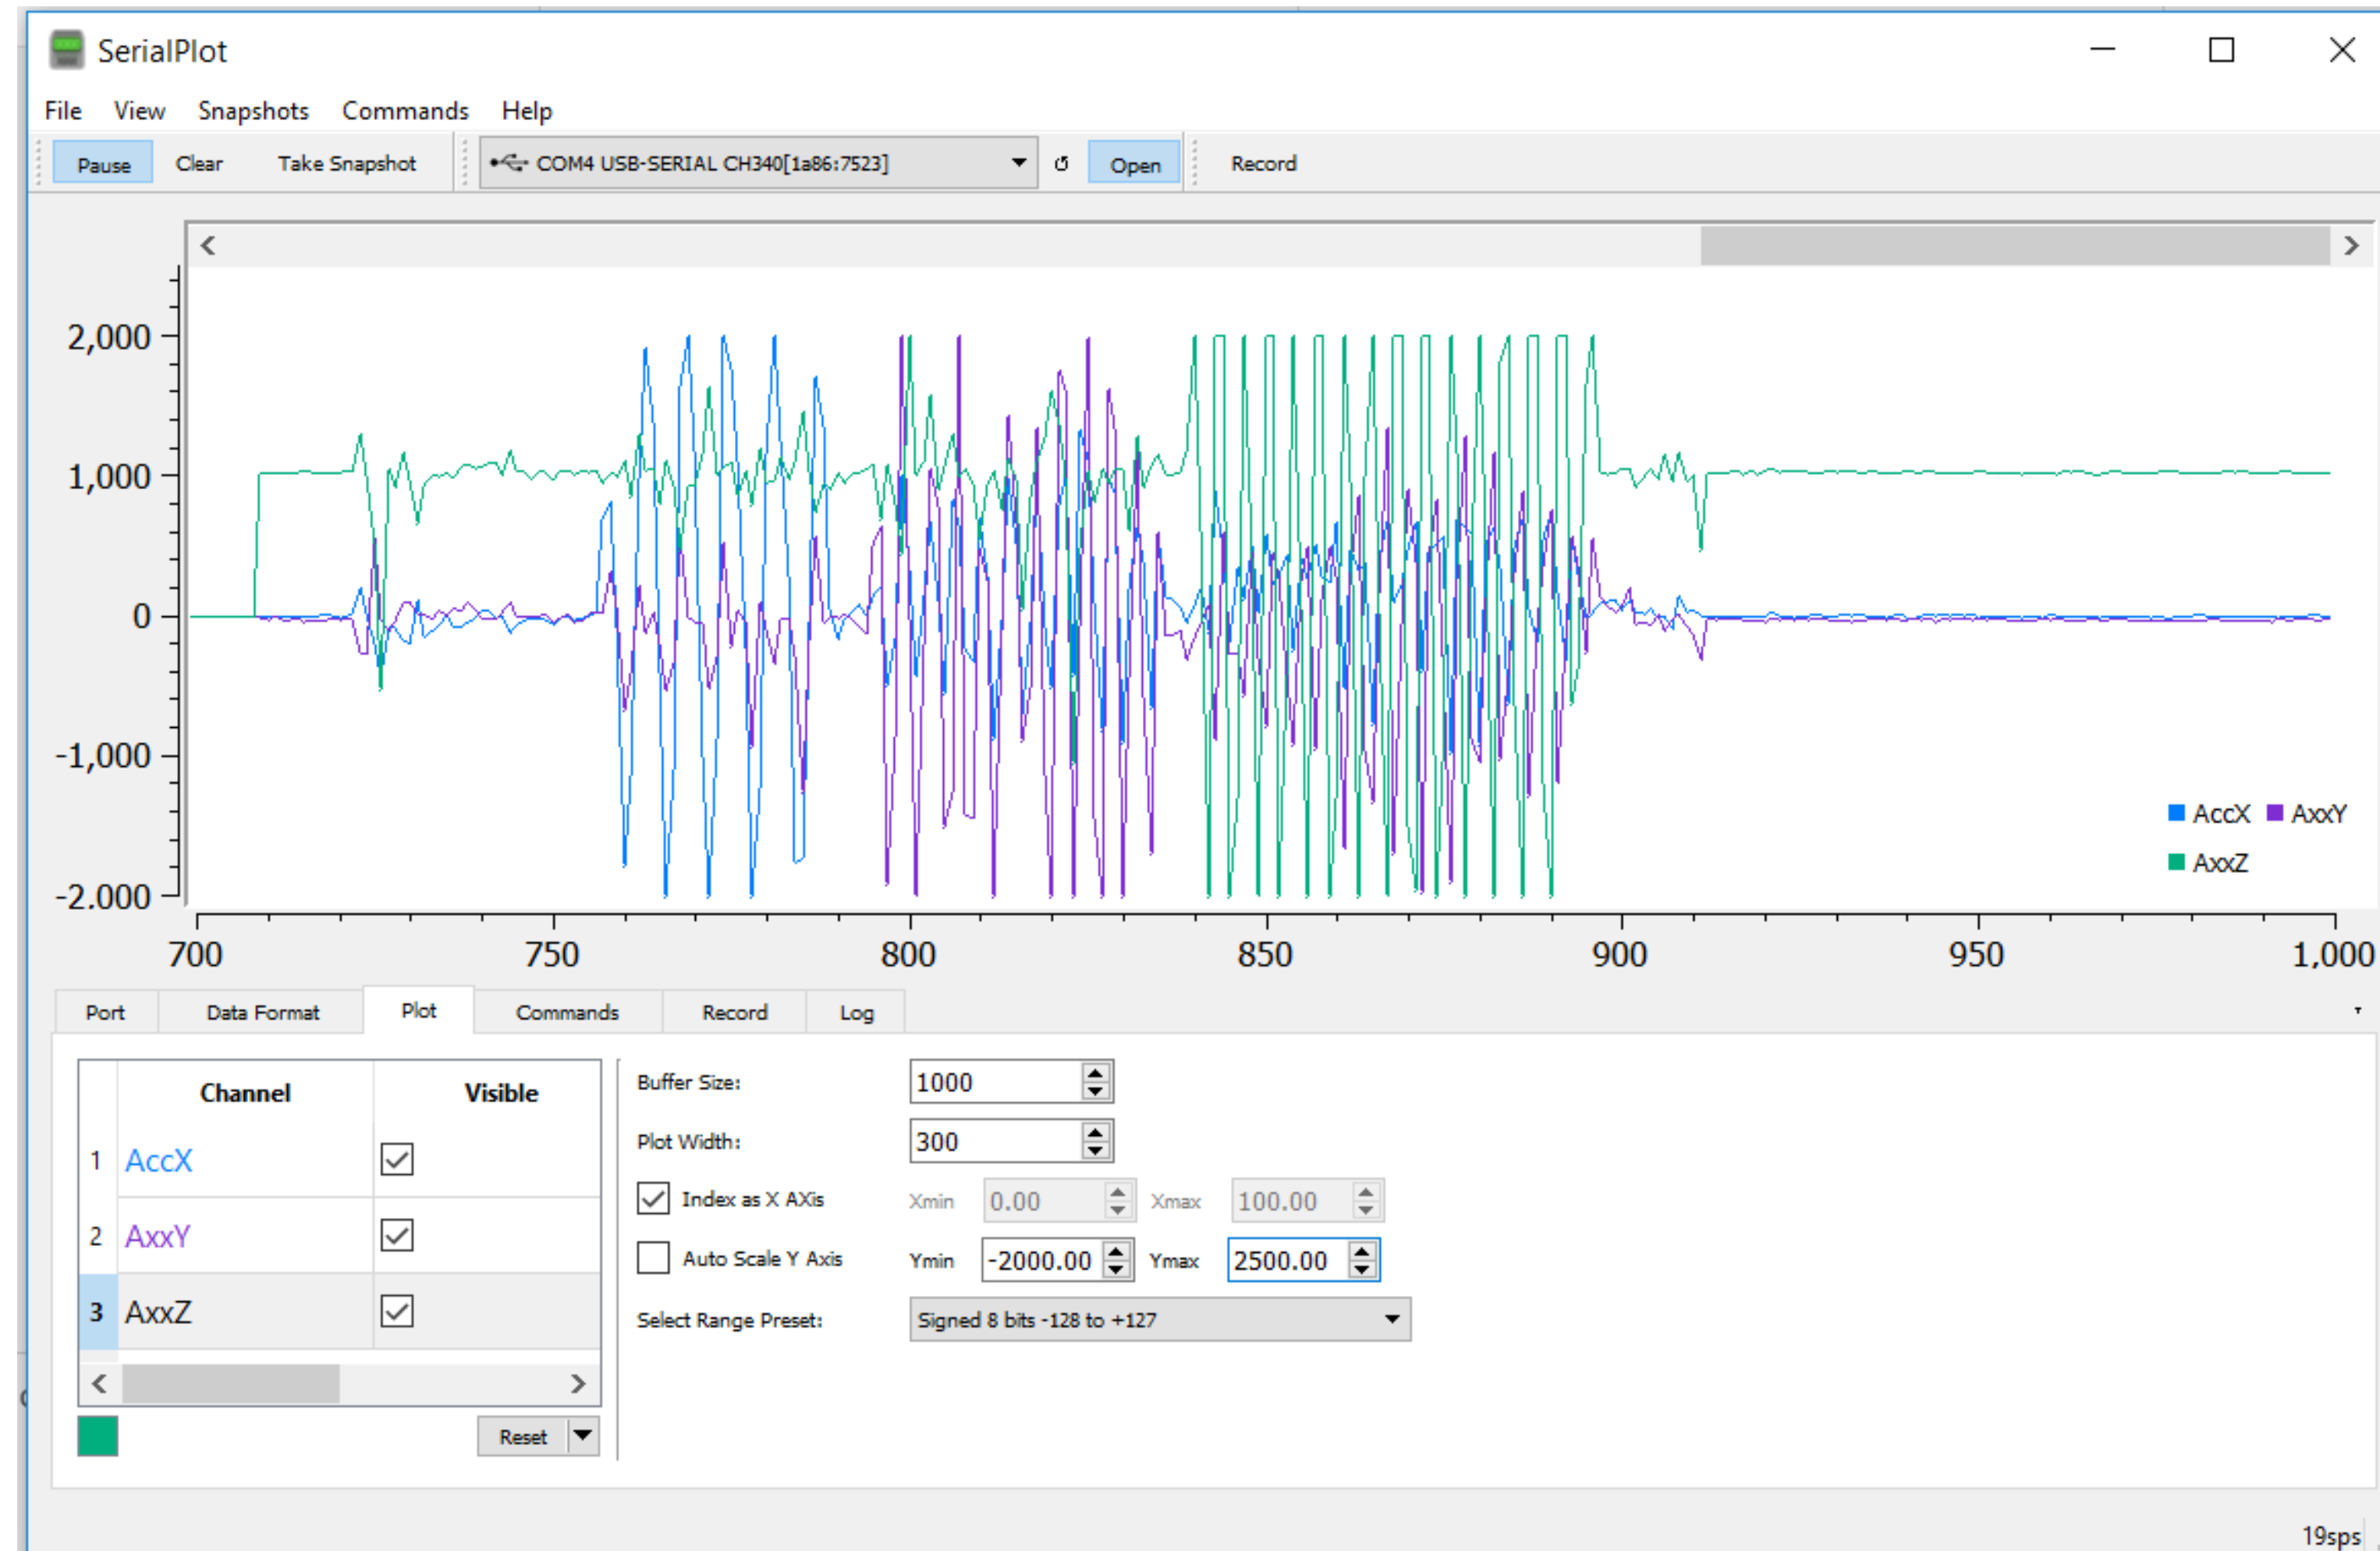 SerialPlot
File View Snapshots Commands Help
Pause Clear Take Snapshot COM4 USB-SERIAL CH340[1a86:7523] Open Record
2,000
1,000
0
-1,000
-2.000
AccX AxxY
AxxZ
700 750 800 850 900 950 1,000
Port Data Format Plot Commands Record Log
Channel Visible
1 AccX
2 AxxY
3 AxxZ
Reset
Buffer Size: 1000
Plot Width: 300
Index as X AXis Xmin 0.00 Xmax 100.00
Auto Scale Y Axis Ymin -2000.00 Ymax 2500.00
Select Range Preset: Signed 8 bits -128 to +127
19sps